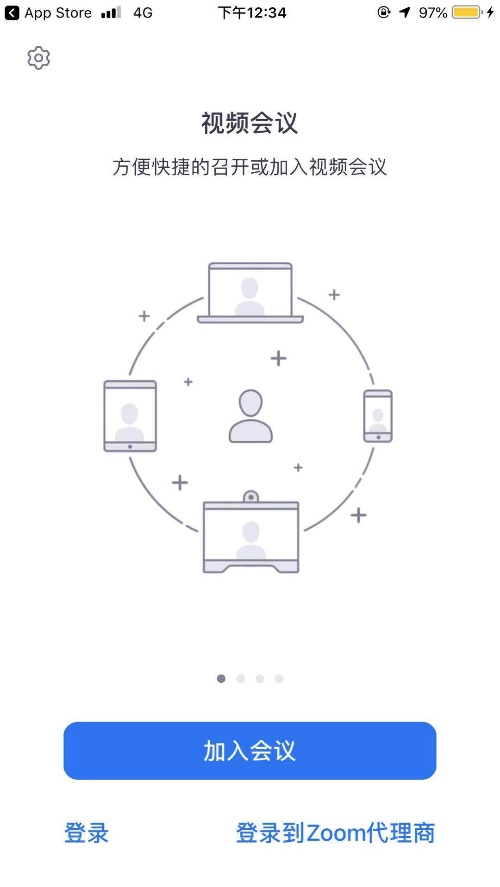 App Store 4G 下午12:34 97%
视频会议
方便快捷的召开或加入视频会议
加入会议
登录 登录到Zoom代理商